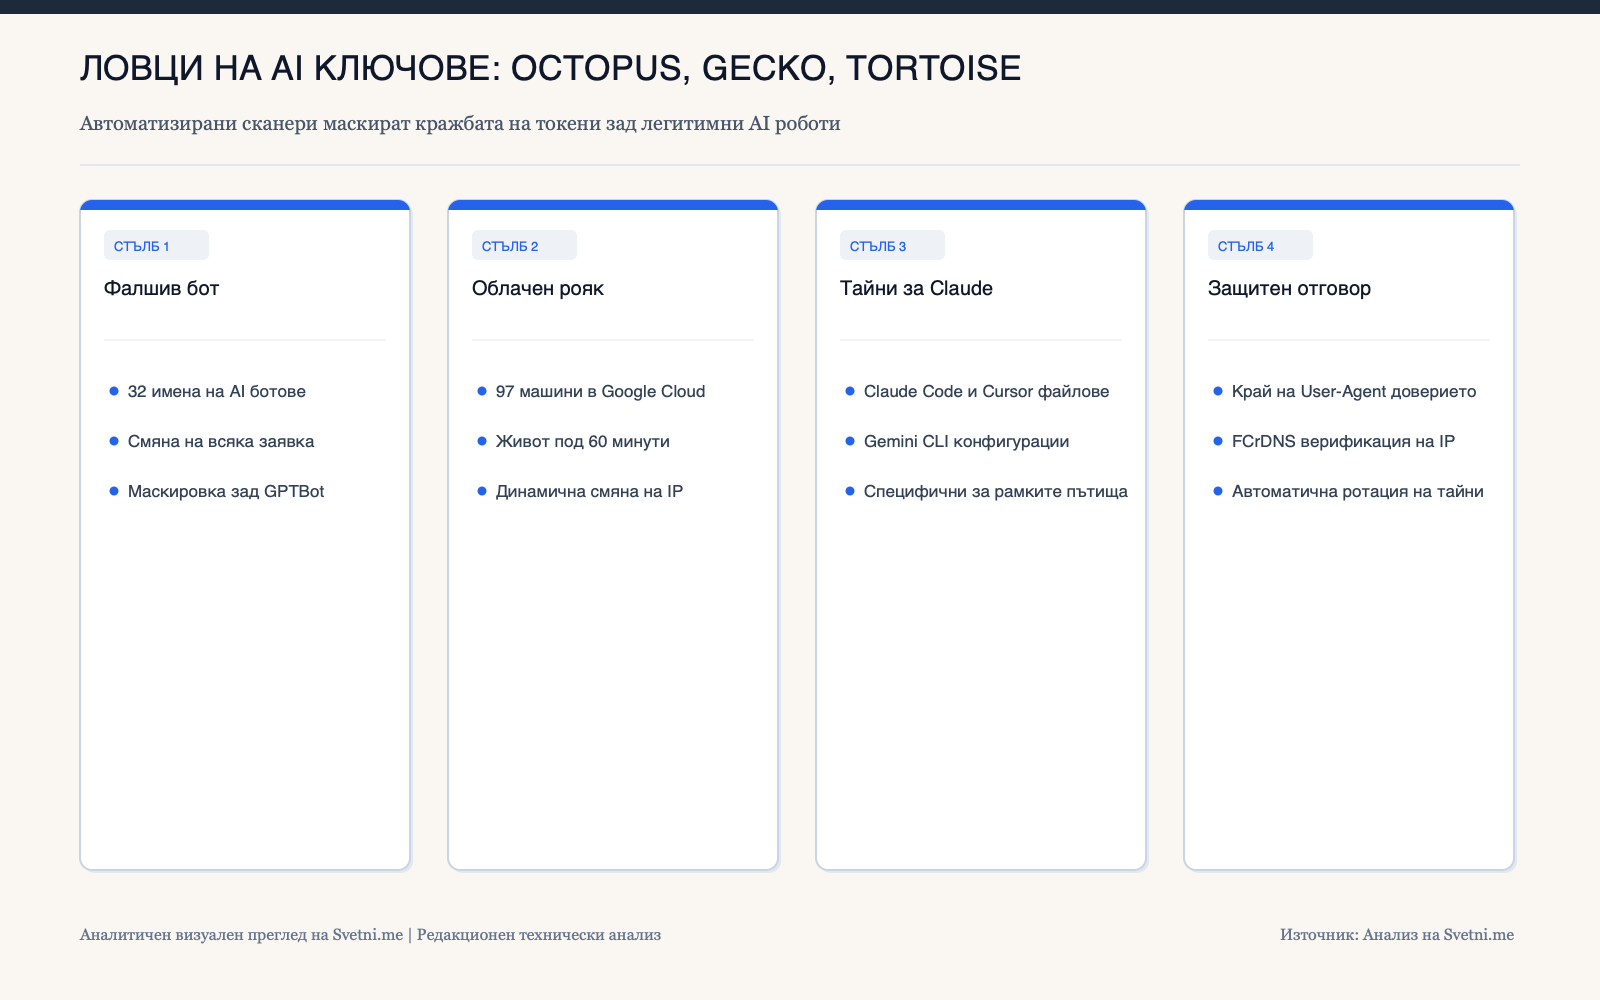 ЛОВЦИ НА AI КЛЮЧОВЕ: OCTOPUS, GECKO, TORTOISE
Автоматизирани скенери маскират кражбата на токени зад легитимни AI роботи
СТЪЛБ 1
Фалшив бот
32 имена на AI ботове
Смяна на всяка заявка
Маскировка зад GPTBot
СТЪЛБ 2
Облачен рояк
97 машини в Google Cloud
Живот под 60 минути
Динамична смяна на IP
СТЪЛБ 3
Тайни за Claude
Claude Code и Cursor файлове
Gemini CLI конфигурации
Специфични за рамките пътища
СТЪЛБ 4
Защитен отговор
Край на User-Agent доверието
FCrDNS верификация на IP
Автоматична ротация на тайни
Аналитичен визуален преглед на Svetni.me | Редакционен технически анализ
Източник: Анализ на Svetni.me